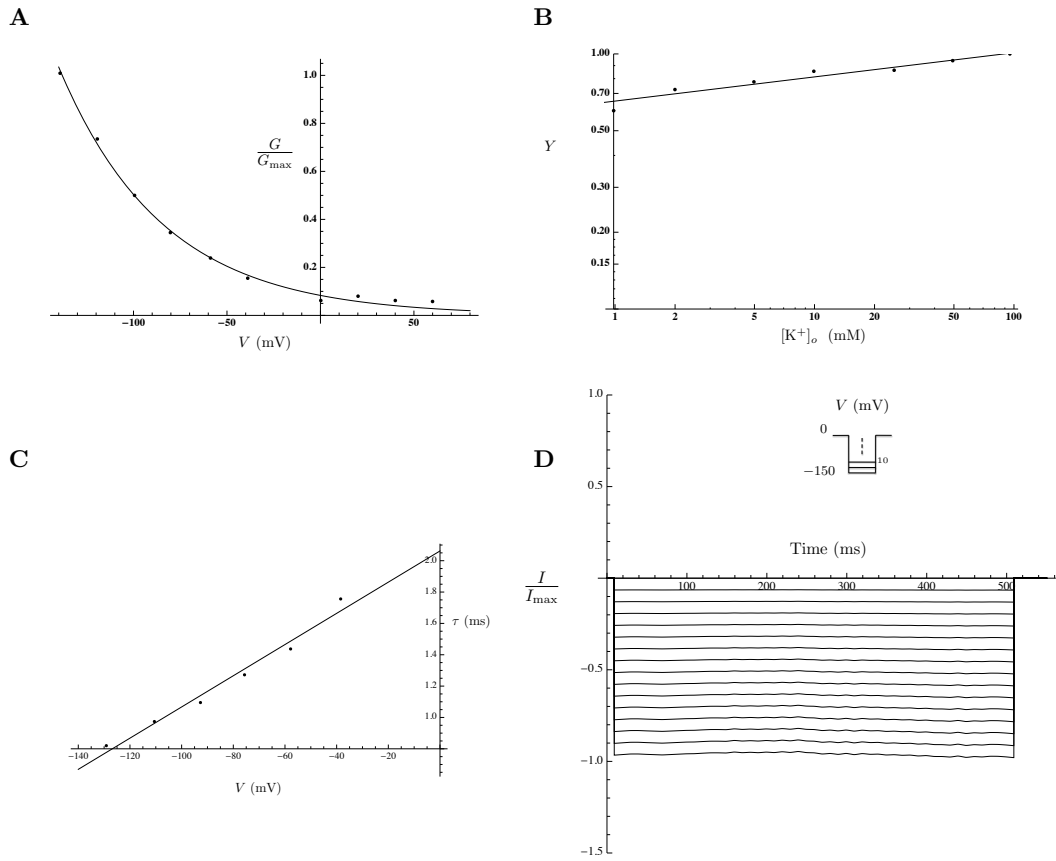 A
1.0
0.8
G
G_max
0.6
0.4
0.2
−100 −50 50
V (mV)
B
1.00
0.70
Y
0.50
0.30
0.20
0.15
1 2 5 10 20 50 100
[K⁺]ₒ (mM)
C
2.0
1.8
τ (ms)
1.6
1.4
1.2
1.0
−140 −120 −100 −80 −60 −40 −20
V (mV)
D
1.0
V (mV)
0
10
−150
0.5
Time (ms)
I
I_max
100 200 300 400 500
−0.5
−1.0
−1.5